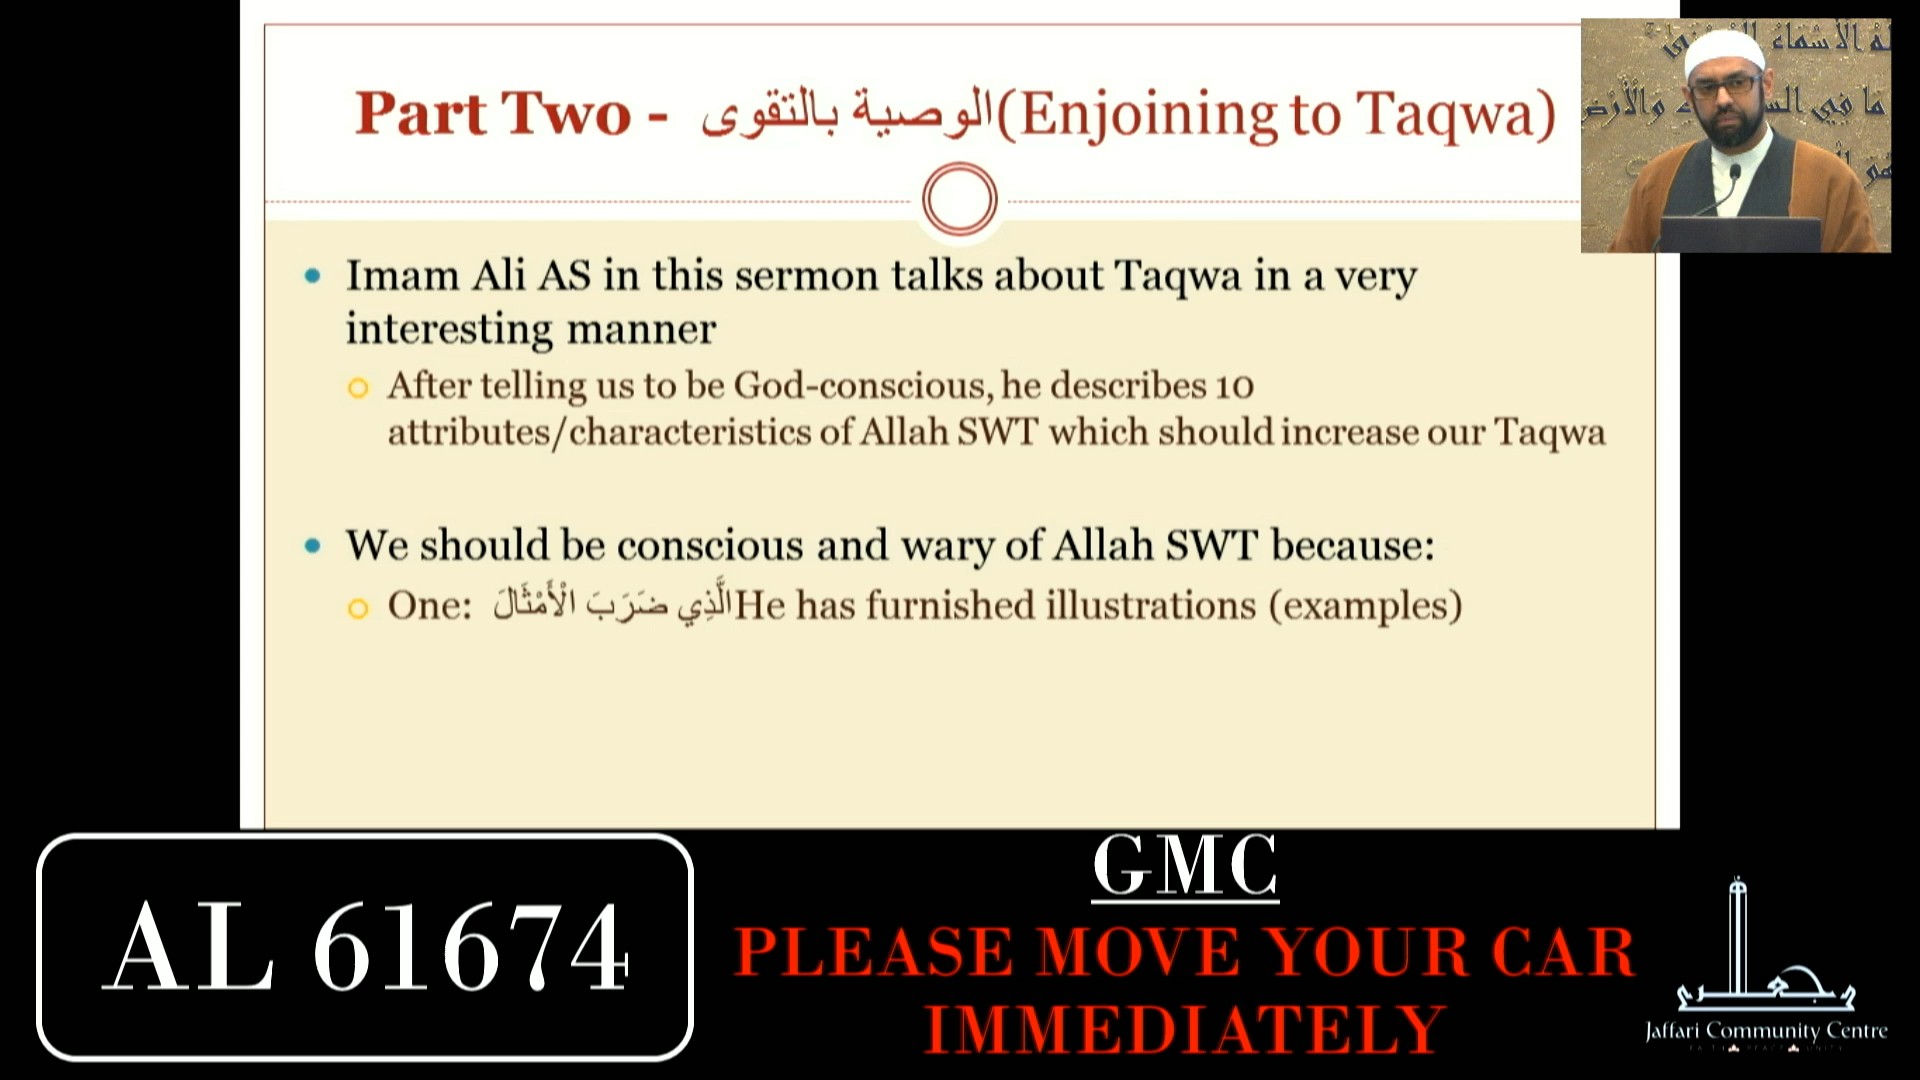 Part Two - الوصية بالتقوى(Enjoining to Taqwa)
Imam Ali AS in this sermon talks about Taqwa in a very
interesting manner
After telling us to be God-conscious, he describes 10
attributes/characteristics of Allah SWT which should increase our Taqwa
We should be conscious and wary of Allah SWT because:
One: الَّذِي ضَرَبَ الْأَمْثَالَ He has furnished illustrations (examples)
AL 61674
GMC
PLEASE MOVE YOUR CAR
IMMEDIATELY
Jaffari Community Centre